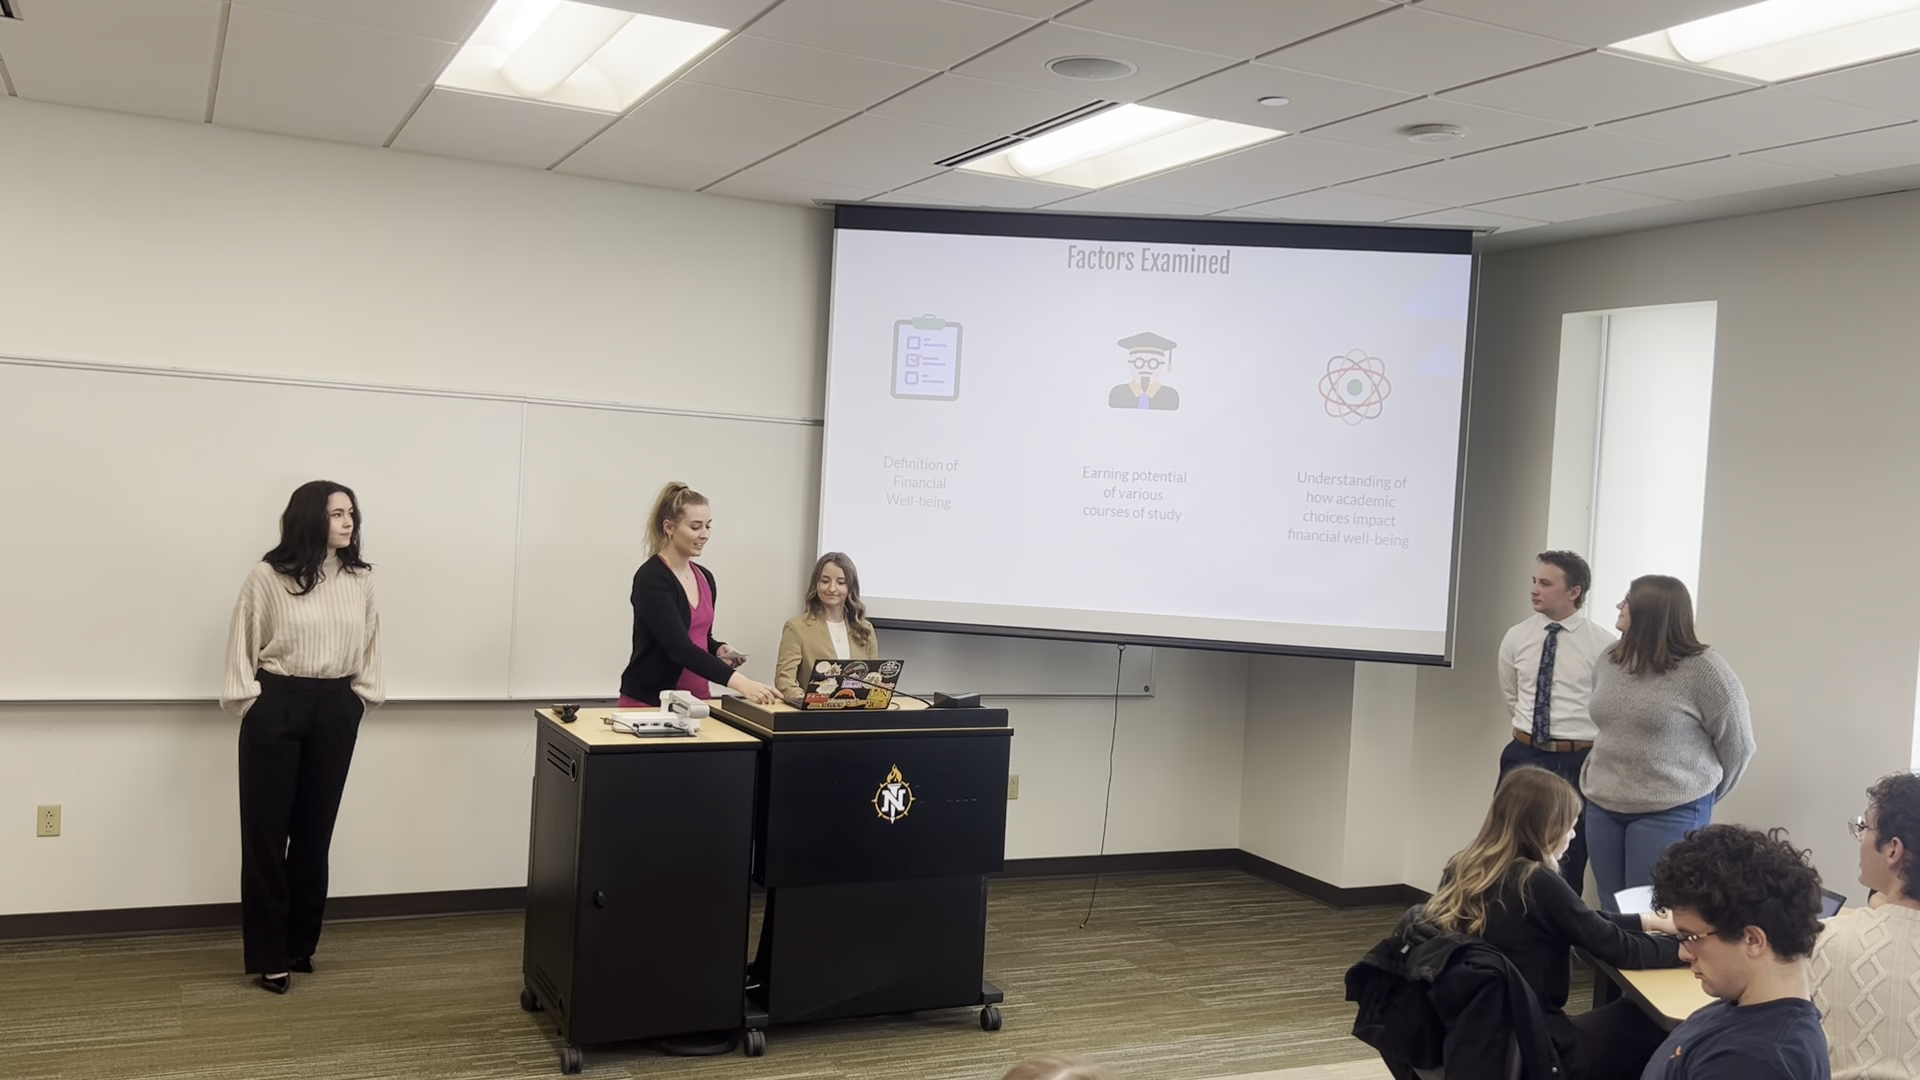 Factors Examined
Definition of
Financial
Well-being
Earning potential
of various
courses of study
Understanding of
how academic
choices impact
financial well-being
N